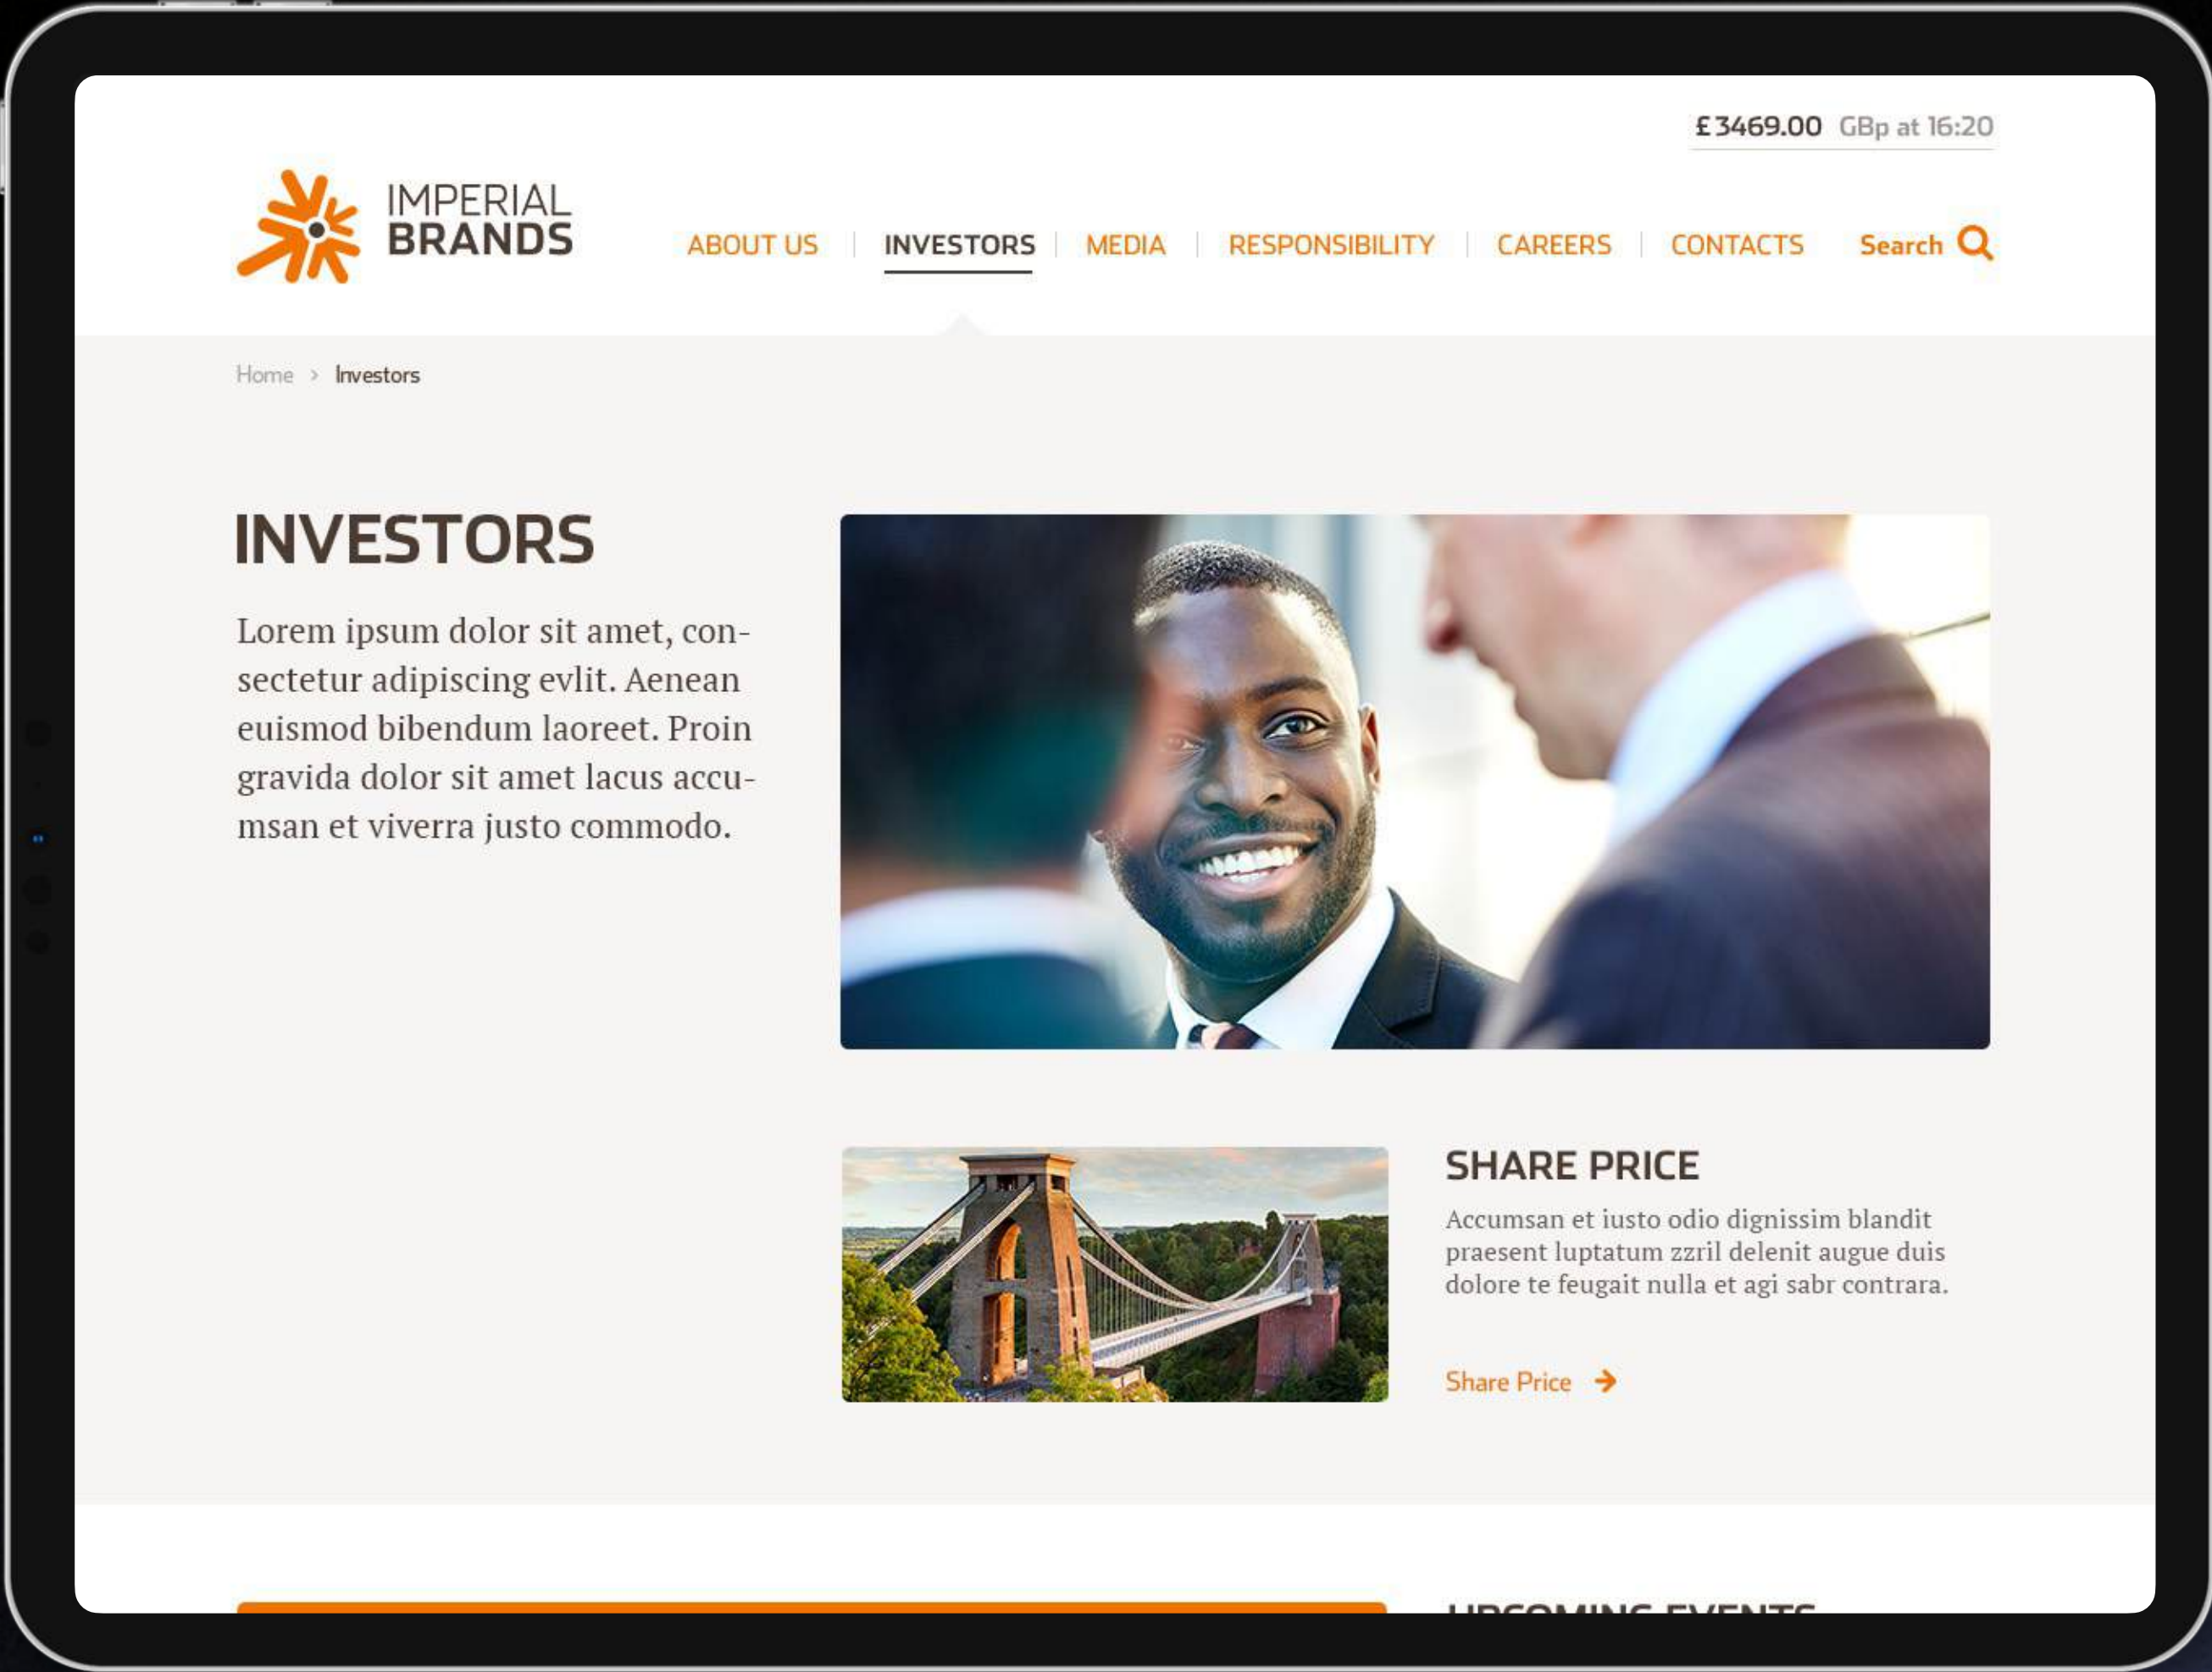 £3469.00 GBp at 16:20
IMPERIAL
BRANDS
ABOUT US INVESTORS MEDIA RESPONSIBILITY CAREERS CONTACTS Search
Home > Investors
INVESTORS
Lorem ipsum dolor sit amet, con-
sectetur adipiscing evlit. Aenean
euismod bibendum laoreet. Proin
gravida dolor sit amet lacus accu-
msan et viverra justo commodo.
SHARE PRICE
Accumsan et iusto odio dignissim blandit
praesent luptatum zzril delenit augue duis
dolore te feugait nulla et agi sabr contrara.
Share Price
UPCOMING EVENTS